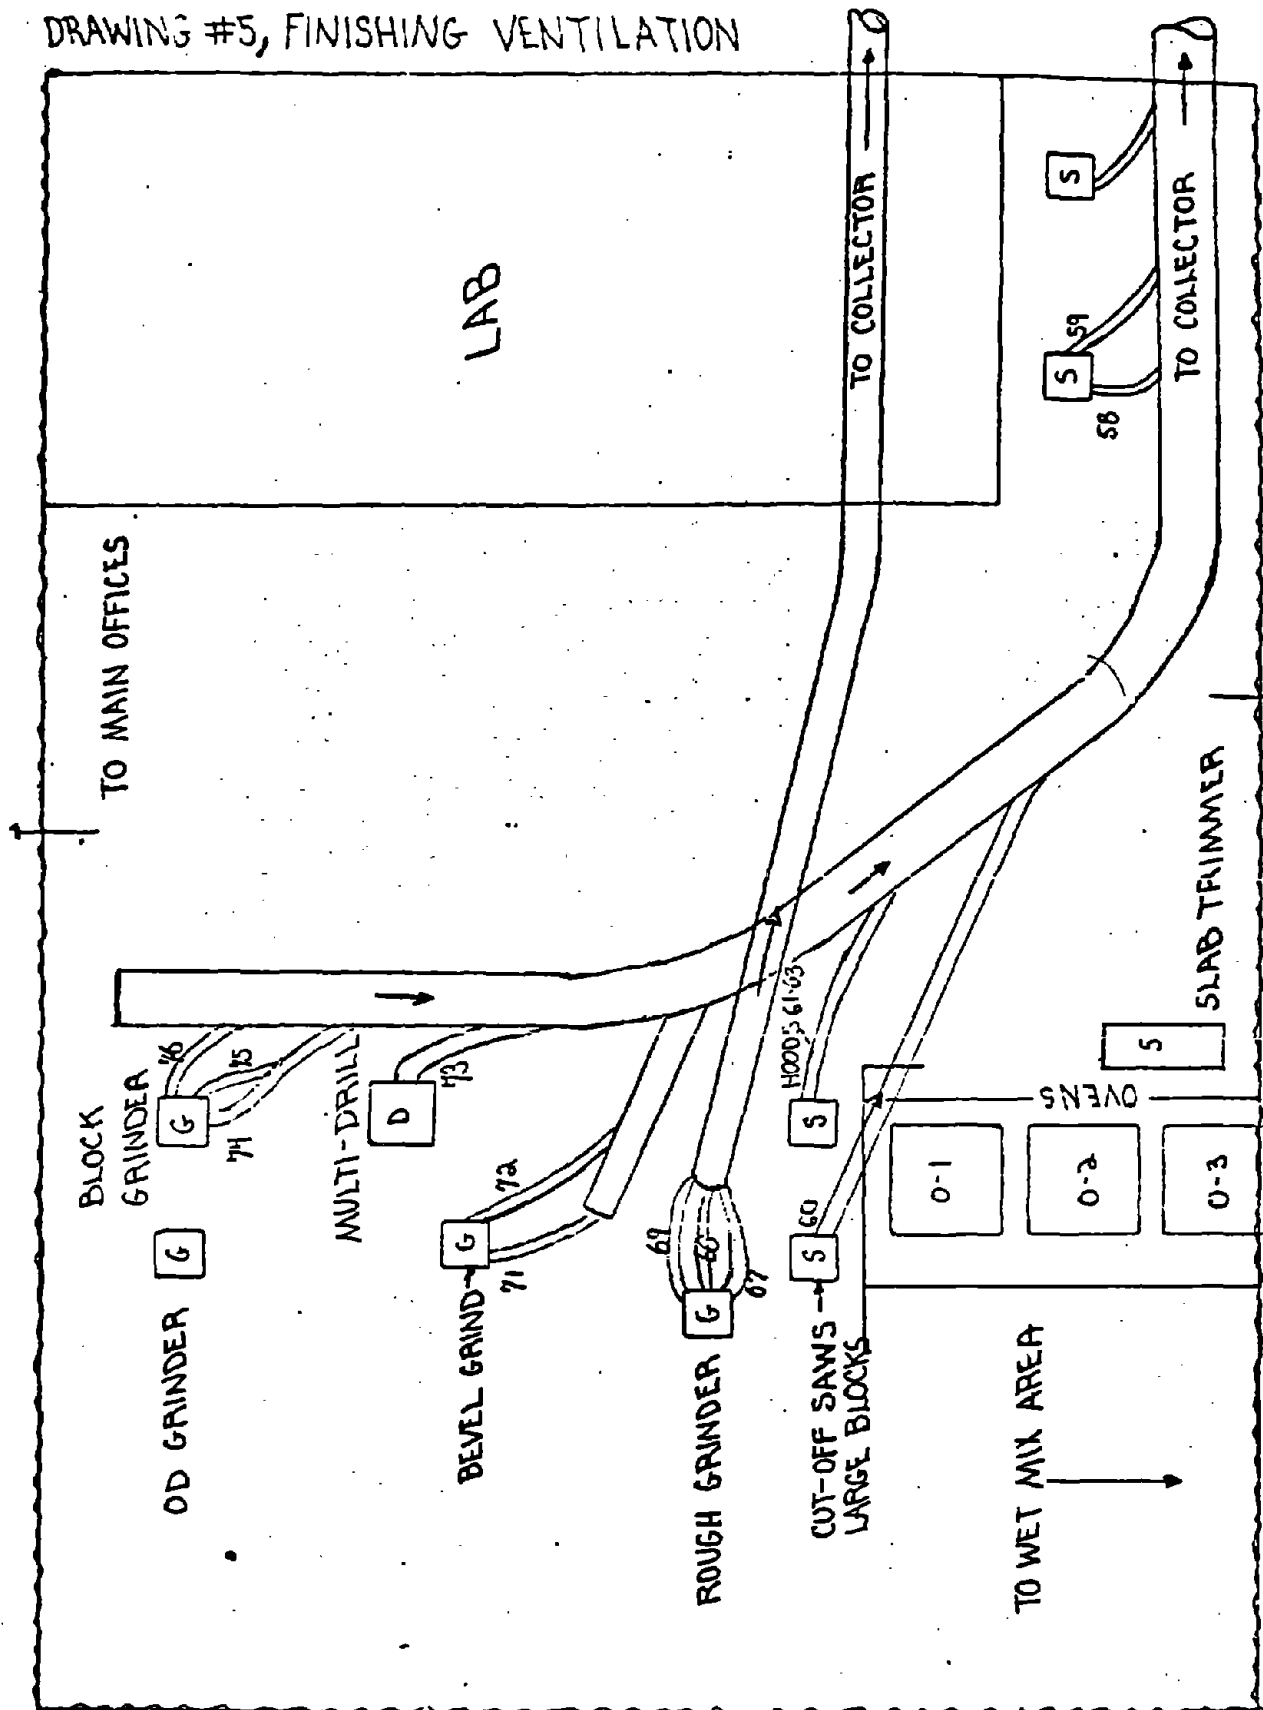 DRAWING #5, FINISHING VENTILATION
LAB
TO COLLECTOR
TO COLLECTOR
S
S
59
58
TO MAIN OFFICES
BLOCK
GRINDER
G
76
75
74
MULTI-DRILL
D
73
OD GRINDER
G
BEVEL GRIND
G
72
71
ROUGH GRINDER
G
69
67
HOODS 61-63
S
CUT-OFF SAWS
LARGE BLOCKS
S
60
OVENS
O-1
O-2
O-3
S
SLAB TRIMMER
TO WET MIX AREA